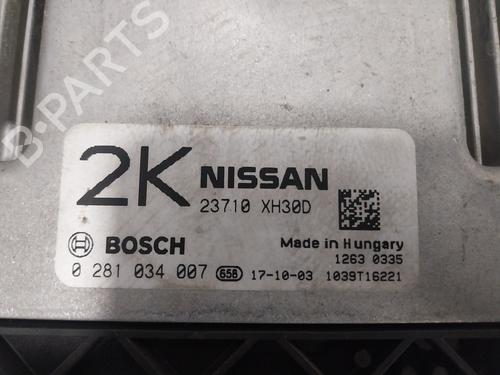 B-PARTS
2K NISSAN
23710 XH30D
BOSCH
Made in Hungary
1263 0335
0 281 034 007 658 17-10-03 1039T16221